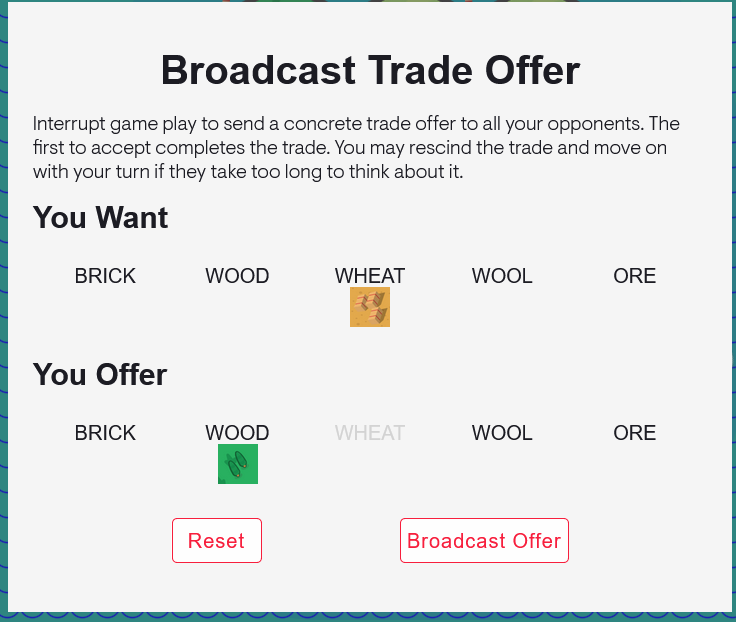 Broadcast Trade Offer
Interrupt game play to send a concrete trade offer to all your opponents. The
first to accept completes the trade. You may rescind the trade and move on
with your turn if they take too long to think about it.
You Want
BRICK WOOD WHEAT WOOL ORE
You Offer
BRICK WOOD WHEAT WOOL ORE
Reset Broadcast Offer